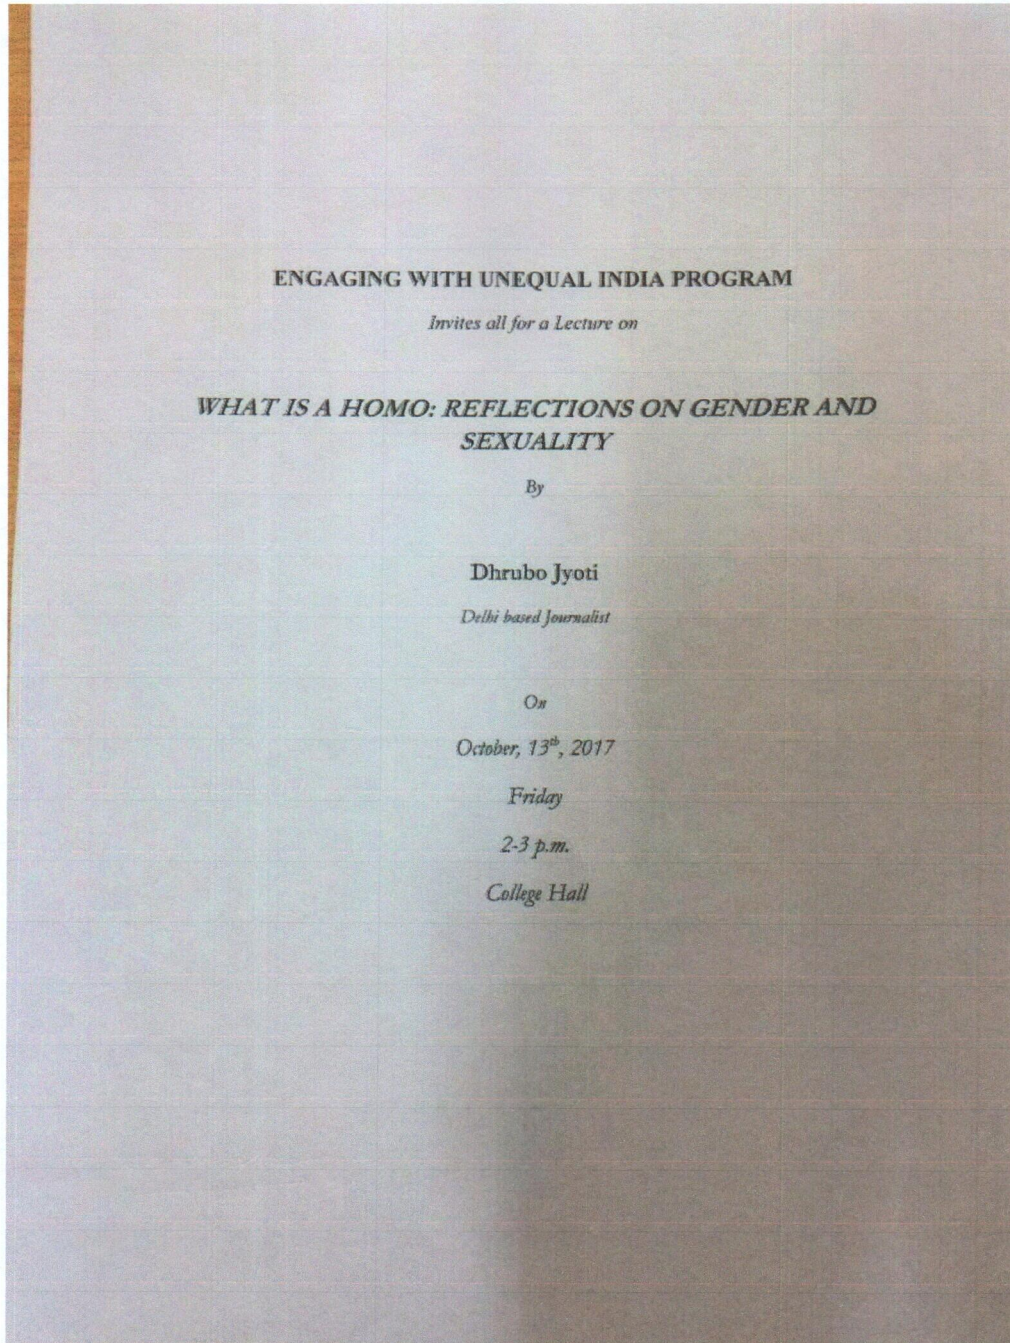 ENGAGING WITH UNEQUAL INDIA PROGRAM
Invites all for a Lecture on
WHAT IS A HOMO: REFLECTIONS ON GENDER AND
SEXUALITY
By
Dhrubo Jyoti
Delhi based Journalist
On
October, 13th, 2017
Friday
2-3 p.m.
College Hall